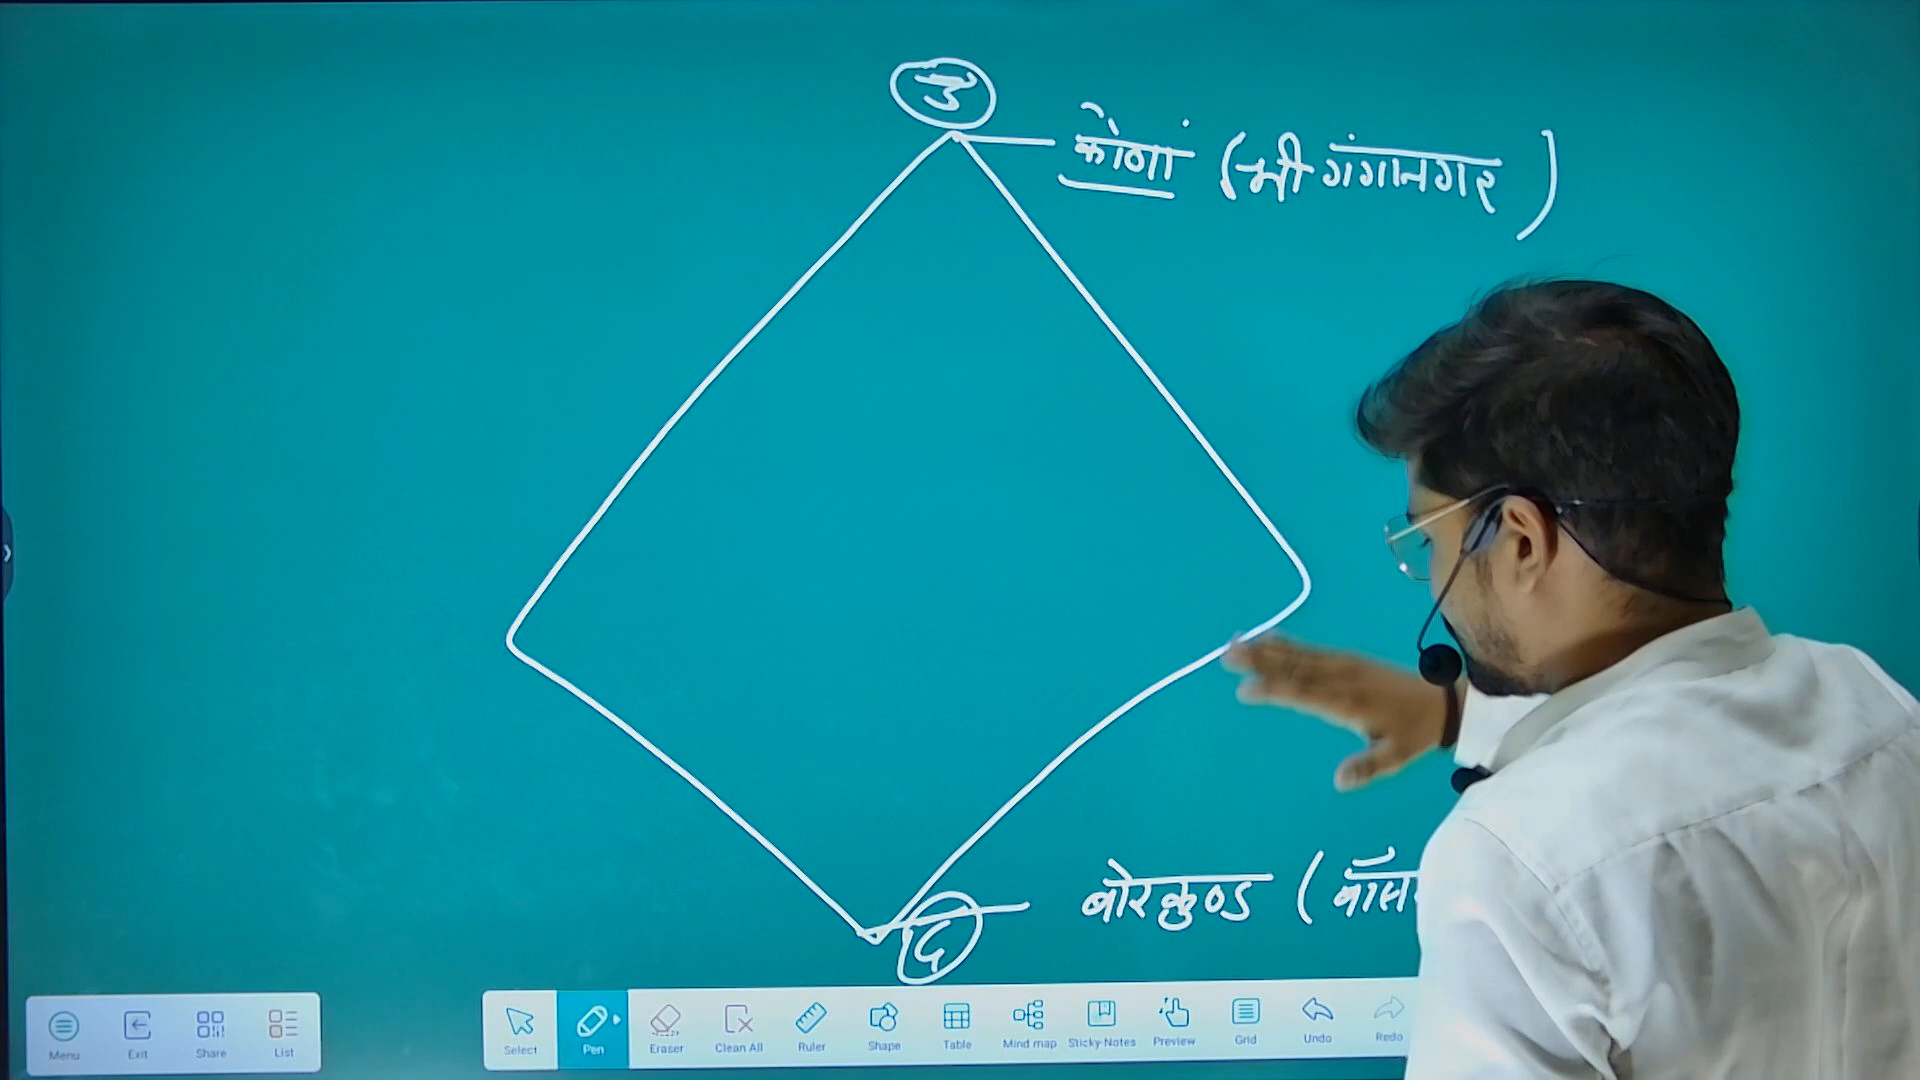 उ
कोणां (श्री गंगानगर)
बोरकुण्ड (बाँस
द
Menu Exit Share List
Select Pen Eraser Clean All Ruler Shape Table Mind map Sticky-Notes Preview Grid Undo Redo